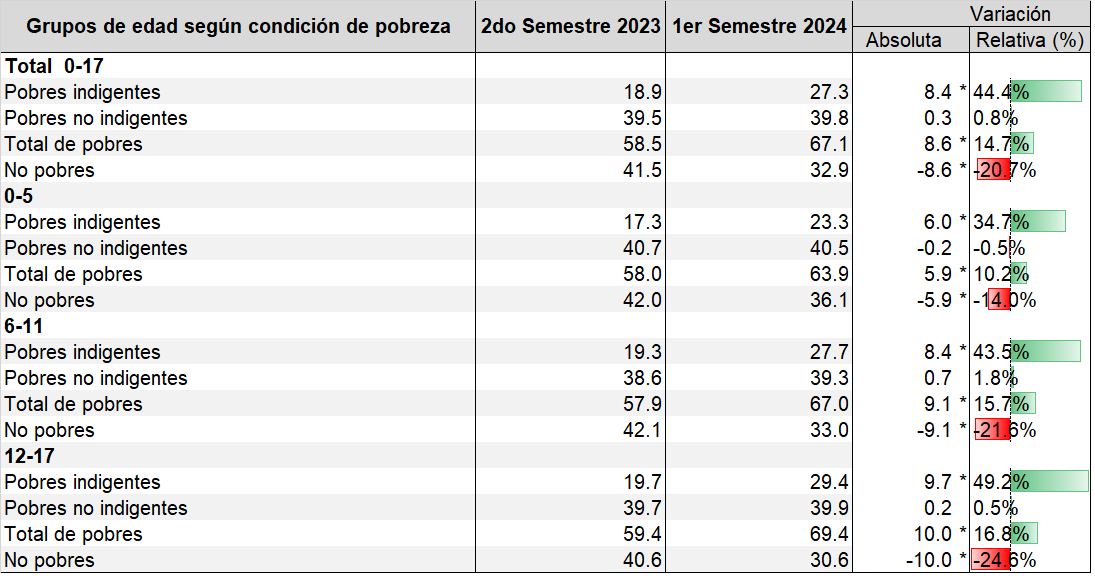 Grupos de edad según condición de pobreza 2do Semestre 2023 1er Semestre 2024 Variación
Absoluta Relativa (%)
Total 0-17
Pobres indigentes 18.9 27.3 8.4 * 44.4%
Pobres no indigentes 39.5 39.8 0.3 0.8%
Total de pobres 58.5 67.1 8.6 * 14.7%
No pobres 41.5 32.9 -8.6 * -20.7%
0-5
Pobres indigentes 17.3 23.3 6.0 * 34.7%
Pobres no indigentes 40.7 40.5 -0.2 -0.5%
Total de pobres 58.0 63.9 5.9 * 10.2%
No pobres 42.0 36.1 -5.9 * -14.0%
6-11
Pobres indigentes 19.3 27.7 8.4 * 43.5%
Pobres no indigentes 38.6 39.3 0.7 1.8%
Total de pobres 57.9 67.0 9.1 * 15.7%
No pobres 42.1 33.0 -9.1 * -21.6%
12-17
Pobres indigentes 19.7 29.4 9.7 * 49.2%
Pobres no indigentes 39.7 39.9 0.2 0.5%
Total de pobres 59.4 69.4 10.0 * 16.8%
No pobres 40.6 30.6 -10.0 * -24.6%